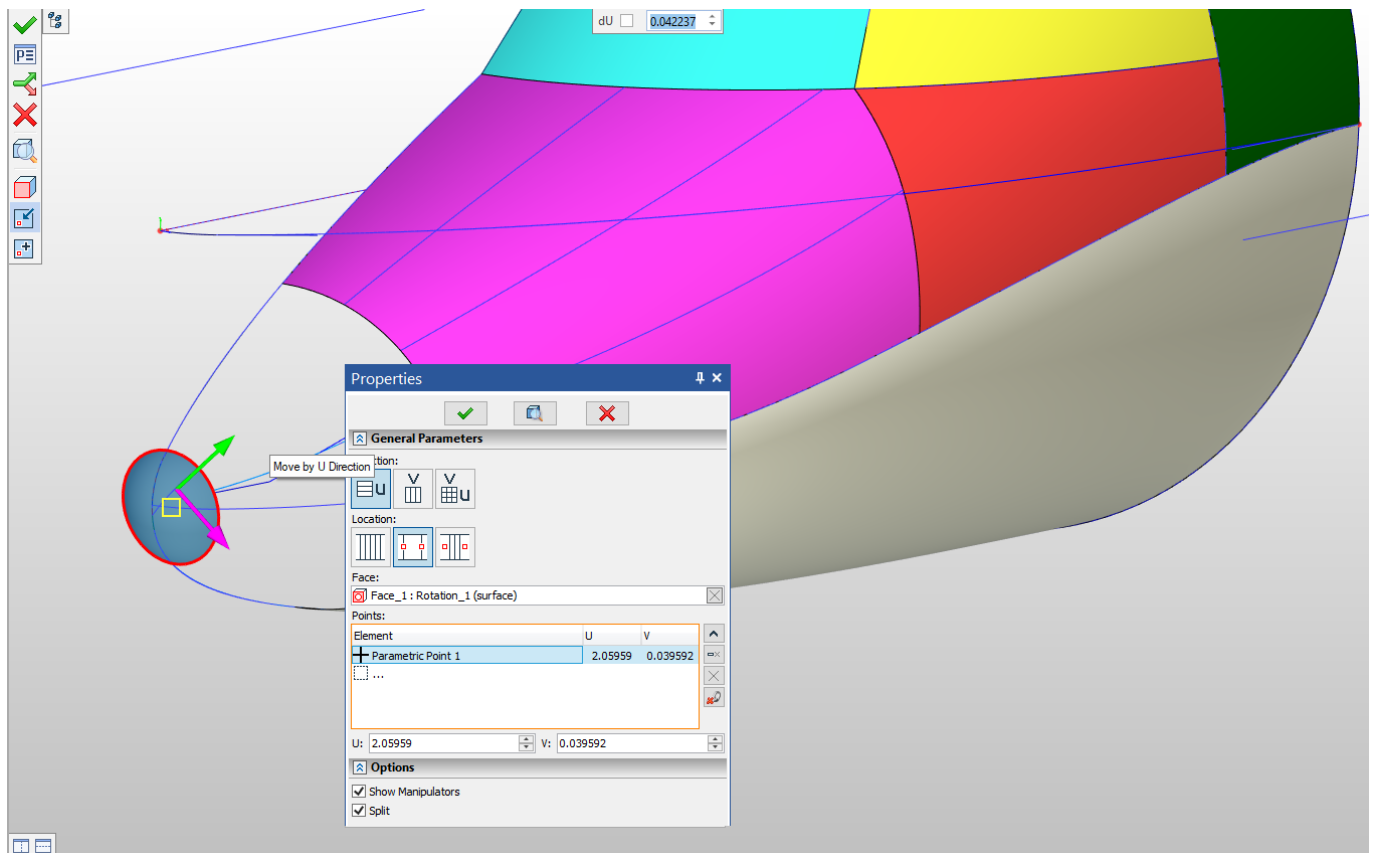 dU 0.042237
Properties
General Parameters
ction:
U V V U
Move by U Direction
Location:
Face:
Face_1 : Rotation_1 (surface)
Points:
Element U V
Parametric Point 1 2.05959 0.039592
...
U: 2.05959 V: 0.039592
Options
Show Manipulators
Split